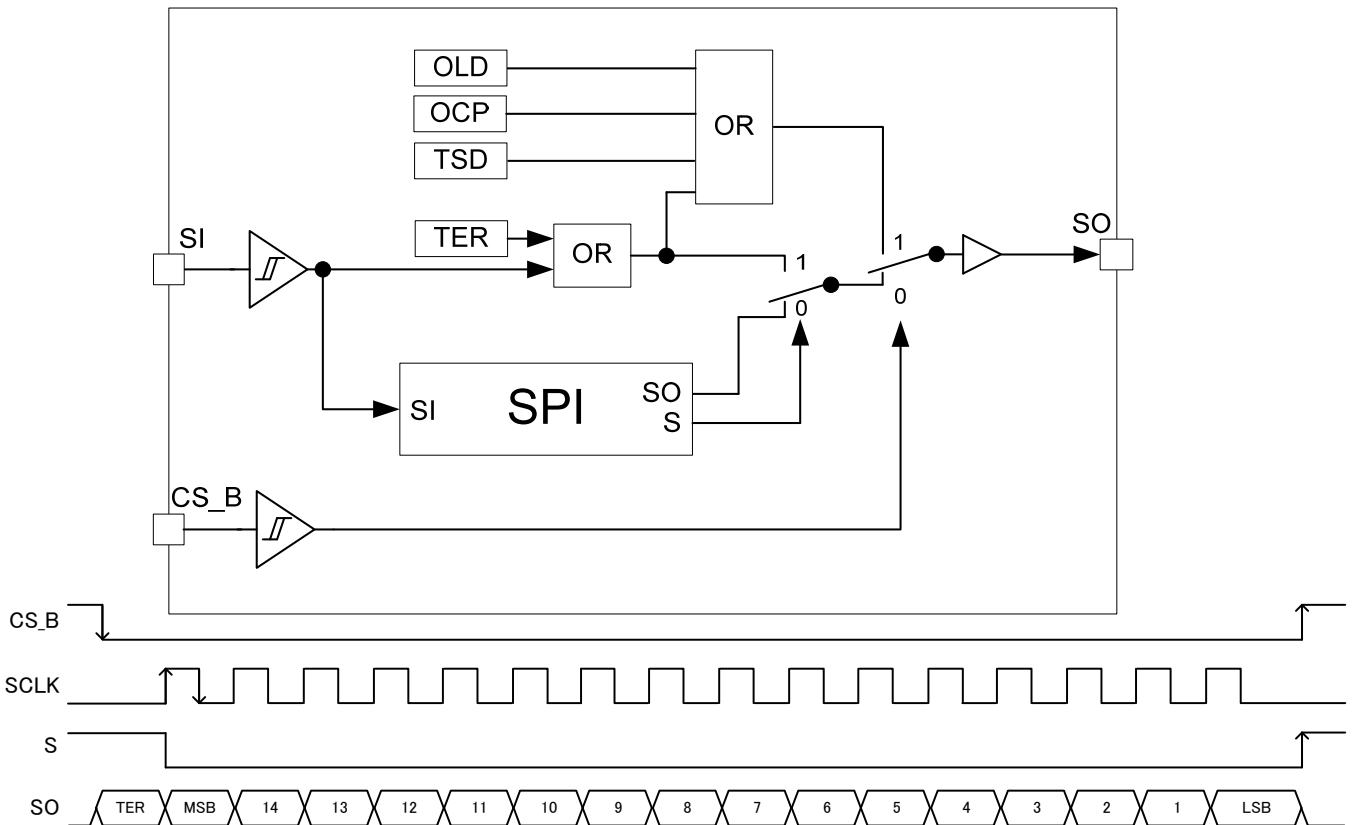 OLD
OCP
OR
TSD
SI
TER
OR
1
0
1
0
SO
SI
SPI
SO
S
CS_B
CS_B
SCLK
S
SO TER MSB 14 13 12 11 10 9 8 7 6 5 4 3 2 1 LSB